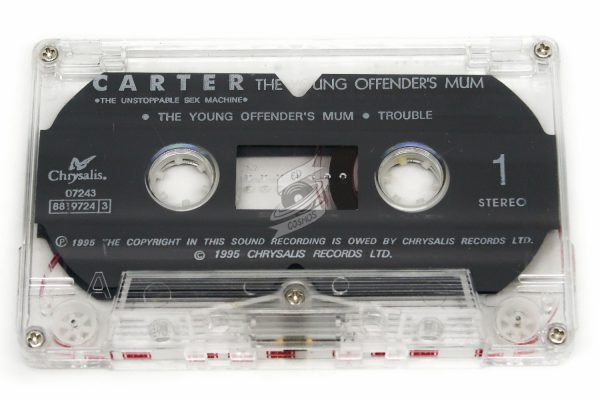 CARTER THE YOUNG OFFENDER'S MUM
•THE UNSTOPPABLE SEX MACHINE•
• THE YOUNG OFFENDER'S MUM • TROUBLE
Chrysalis®
07243
8819724 3
1
STEREO
COSMOS
Ⓟ 1995 THE COPYRIGHT IN THIS SOUND RECORDING IS OWED BY CHRYSALIS RECORDS LTD.
© 1995 CHRYSALIS RECORDS LTD.
A